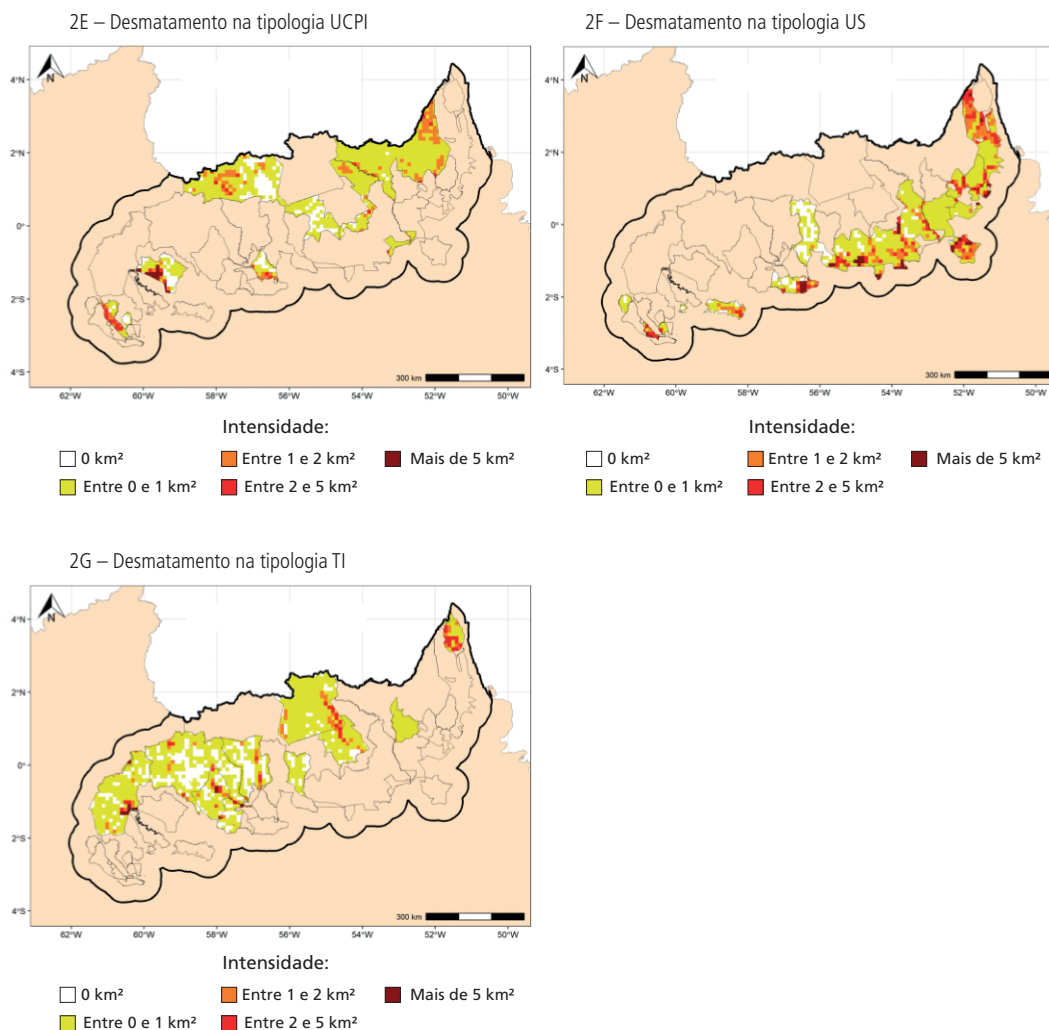 2E – Desmatamento na tipologia UCPI
4°N
2°N
0°
2°S
4°S
N
300 km
62°W 60°W 58°W 56°W 54°W 52°W 50°W
Intensidade:
0 km² Entre 1 e 2 km² Mais de 5 km²
Entre 0 e 1 km² Entre 2 e 5 km²
2F – Desmatamento na tipologia US
4°N
2°N
0°
2°S
4°S
N
300 km
62°W 60°W 58°W 56°W 54°W 52°W 50°W
Intensidade:
0 km² Entre 1 e 2 km² Mais de 5 km²
Entre 0 e 1 km² Entre 2 e 5 km²
2G – Desmatamento na tipologia TI
4°N
2°N
0°
2°S
4°S
N
300 km
62°W 60°W 58°W 56°W 54°W 52°W 50°W
Intensidade:
0 km² Entre 1 e 2 km² Mais de 5 km²
Entre 0 e 1 km² Entre 2 e 5 km²